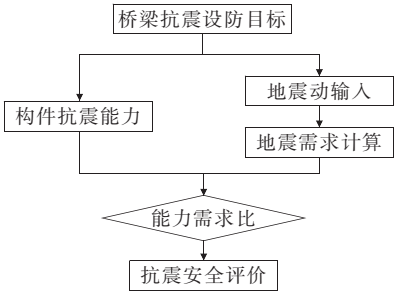 桥梁抗震设防目标
地震动输入
构件抗震能力
地震需求计算
能力需求比
抗震安全评价